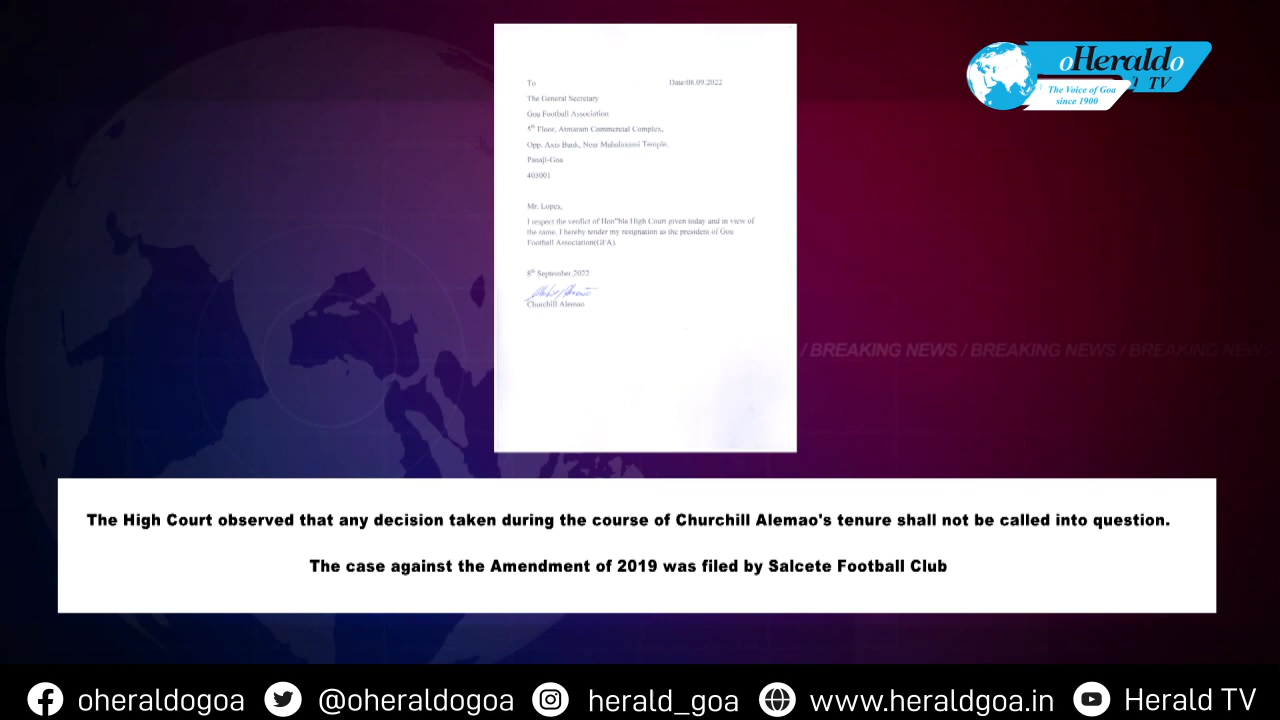 To Date:08.09.2022
The General Secretary
Goa Football Association
5th Floor, Atmaram Commercial Complex,
Opp. Axis Bank, Near Mahalaxmi Temple,
Panaji-Goa
403001
Mr. Lopes,
I respect the verdict of Hon"ble High Court given today and in view of
the same, I hereby tender my resignation as the president of Goa
Football Association(GFA).
8th September,2022
Churchill Alemao
oHeraldo
TV
The Voice of Goa
since 1900
/ BREAKING NEWS / BREAKING NEWS / BREAKING NEWS
The High Court observed that any decision taken during the course of Churchill Alemao's tenure shall not be called into question.
The case against the Amendment of 2019 was filed by Salcete Football Club
oheraldogoa @oheraldogoa herald_goa www.heraldgoa.in Herald TV